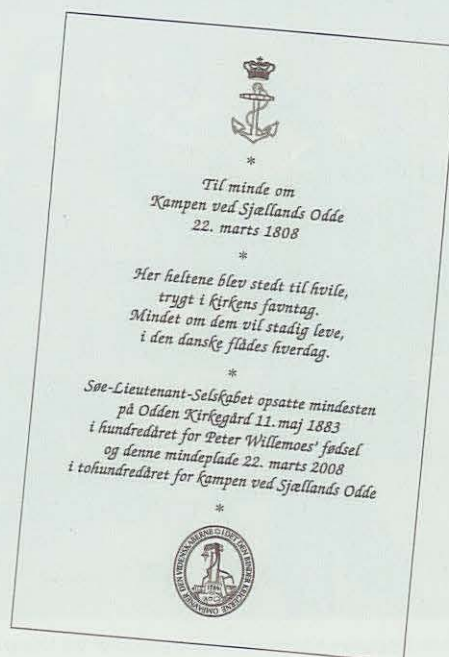 *
Til minde om
Kampen ved Sjællands Odde
22. marts 1808
*
Her heltene blev stedt til hvile,
trygt i kirkens favntag.
Mindet om dem vil stadig leve,
i den danske flådes hverdag.
*
Søe-Lieutenant-Selskabet opsatte mindesten
på Odden Kirkegård 11. maj 1883
i hundredåret for Peter Willemoes' fødsel
og denne mindeplade 22. marts 2008
i tohundredåret for kampen ved Sjællands Odde
*